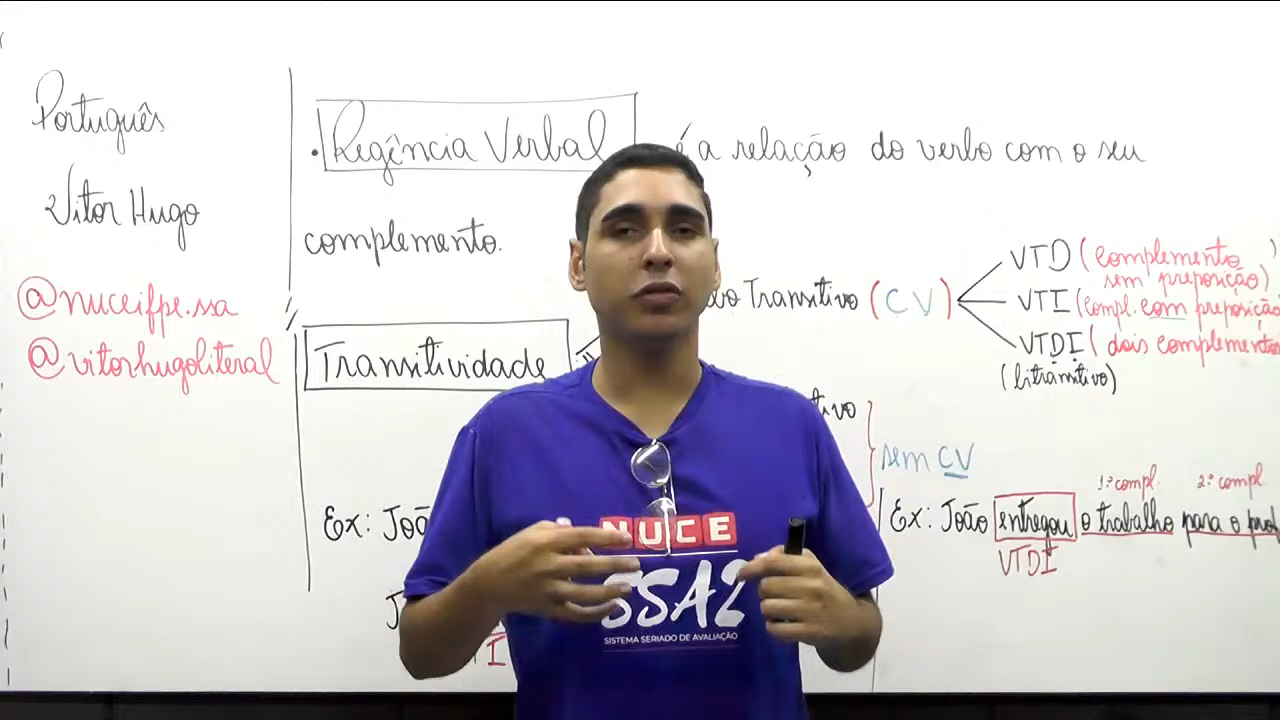 Português
Vitor Hugo
@nuceifpe.ssa
@vitorhugoliteral
• Regência Verbal é a relação do verbo com o seu
complemento.
Transitividade
Transitivo (CV)
VTD (complemento
sem preposição)
VTI (compl. com preposição
VTDI (dois complementos
(bitransitivo)
sem CV
Ex: João entregou o trabalho para o prof
1º compl.
2º compl
VTDI
Ex: Joã
I
NUCE
SSA2
SISTEMA SERIADO DE AVALIAÇÃO